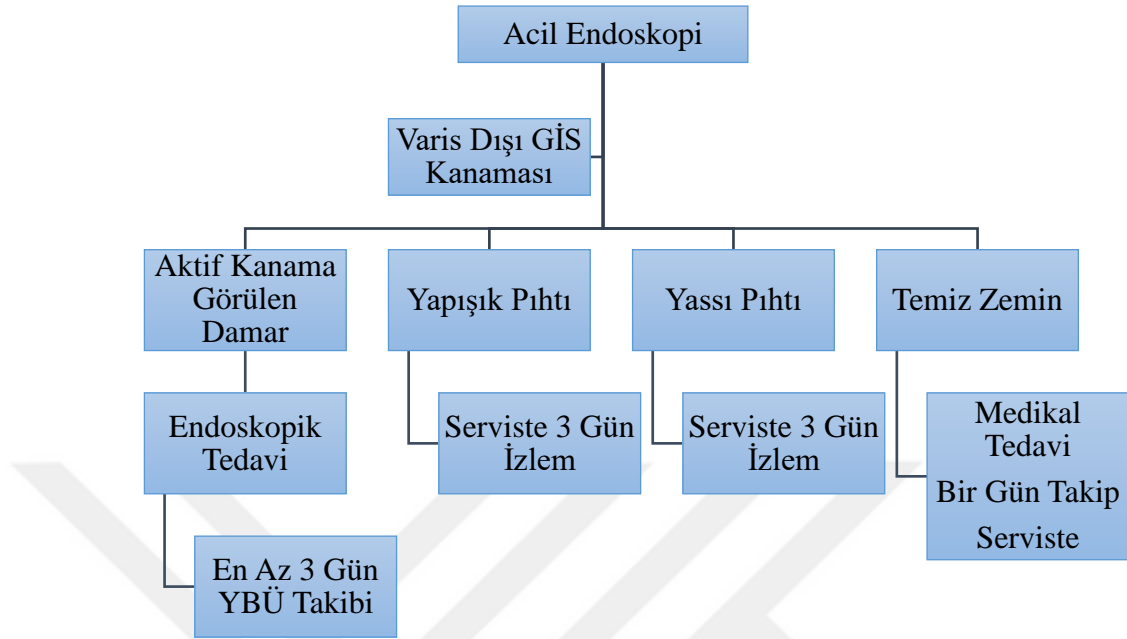 Acil Endoskopi
Varis Dışı GİS
Kanaması
Aktif Kanama
Görülen
Damar
Yapışık Pıhtı
Yassı Pıhtı
Temiz Zemin
Endoskopik
Tedavi
Serviste 3 Gün
İzlem
Serviste 3 Gün
İzlem
Medikal
Tedavi
Bir Gün Takip
Serviste
En Az 3 Gün
YBÜ Takibi